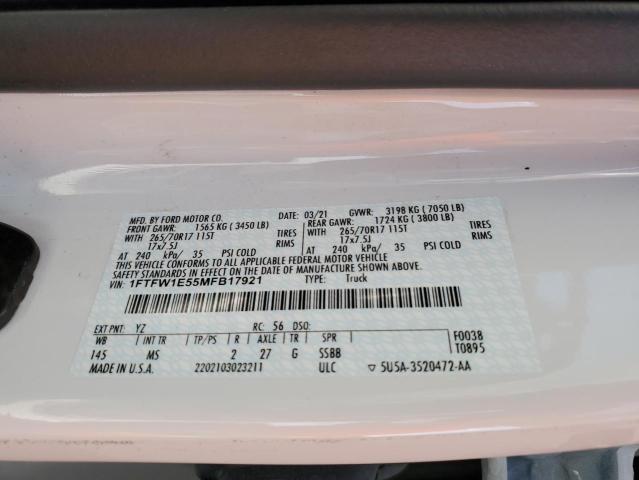 MFD. BY FORD MOTOR CO. DATE: 03/21 GVWR: 3198 KG (7050 LB)
FRONT GAWR: 1565 KG (3450 LB) REAR GAWR: 1724 KG (3800 LB)
WITH 265/70R17 115T TIRES WITH 265/70R17 115T TIRES
17x7.5J RIMS 17x7.5J RIMS
AT 240 kPa/ 35 PSI COLD AT 240 kPa/ 35 PSI COLD
THIS VEHICLE CONFORMS TO ALL APPLICABLE FEDERAL MOTOR VEHICLE
SAFETY STANDARDS IN EFFECT ON THE DATE OF MANUFACTURE SHOWN ABOVE.
VIN: 1FTFW1E55MFB17921 TYPE: Truck
EXT PNT: YZ RC: 56 DSO: F0038
WB INT TR TP/PS R AXLE TR SPR T0895
145 MS 2 27 G SSBB
MADE IN U.S.A. 2202103023211 ULC ▽ 5U5A-3520472-AA